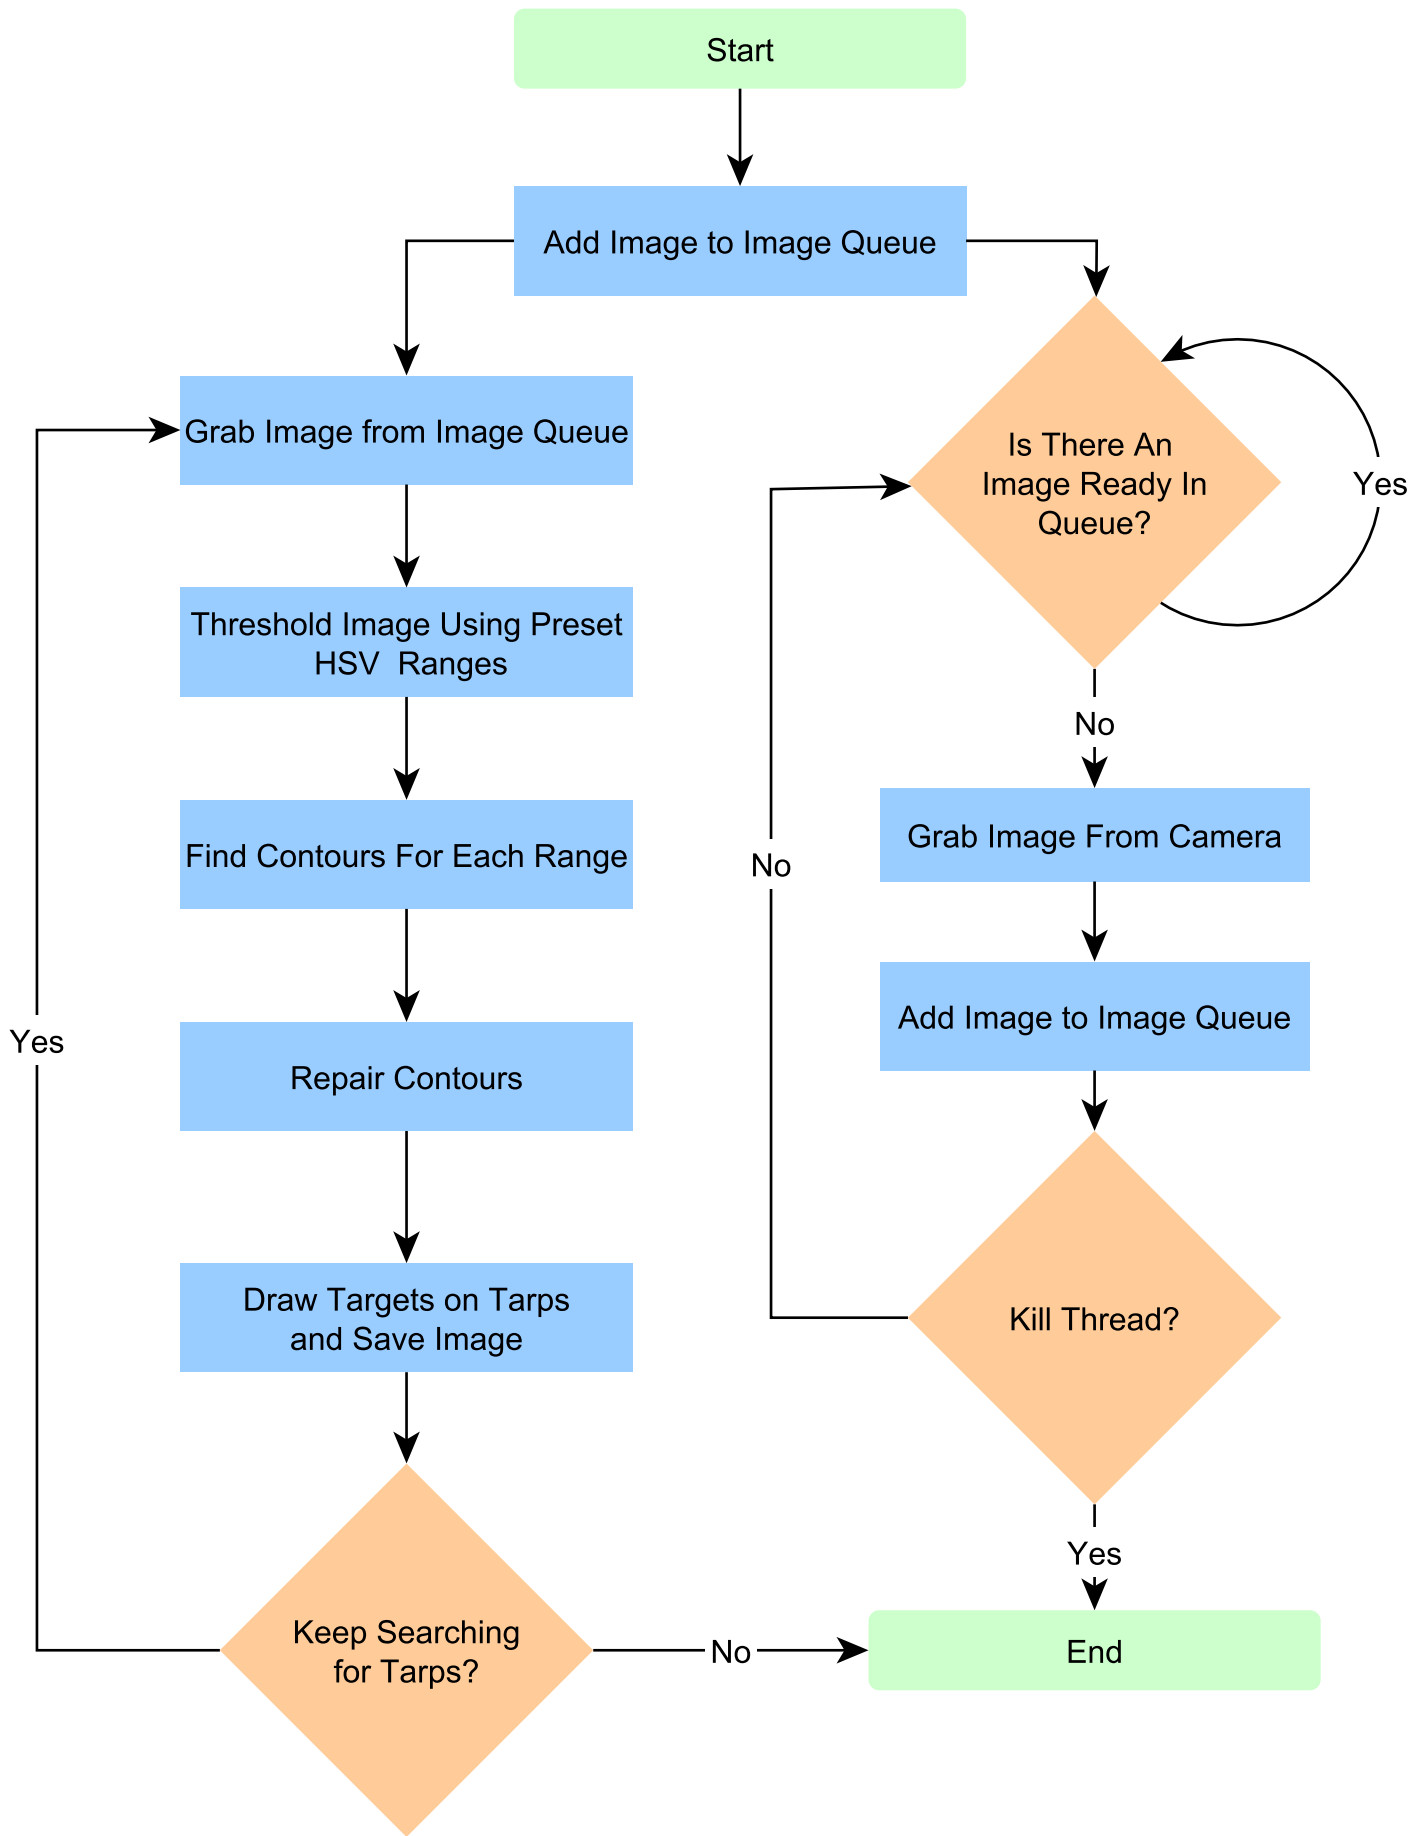 Start
Add Image to Image Queue
Grab Image from Image Queue
Threshold Image Using Preset
HSV  Ranges
Find Contours For Each Range
Repair Contours
Draw Targets on Tarps
and Save Image
Keep Searching
for Tarps?
Yes
No
Is There An
Image Ready In
Queue?
Yes
No
Grab Image From Camera
Add Image to Image Queue
Kill Thread?
No
Yes
End